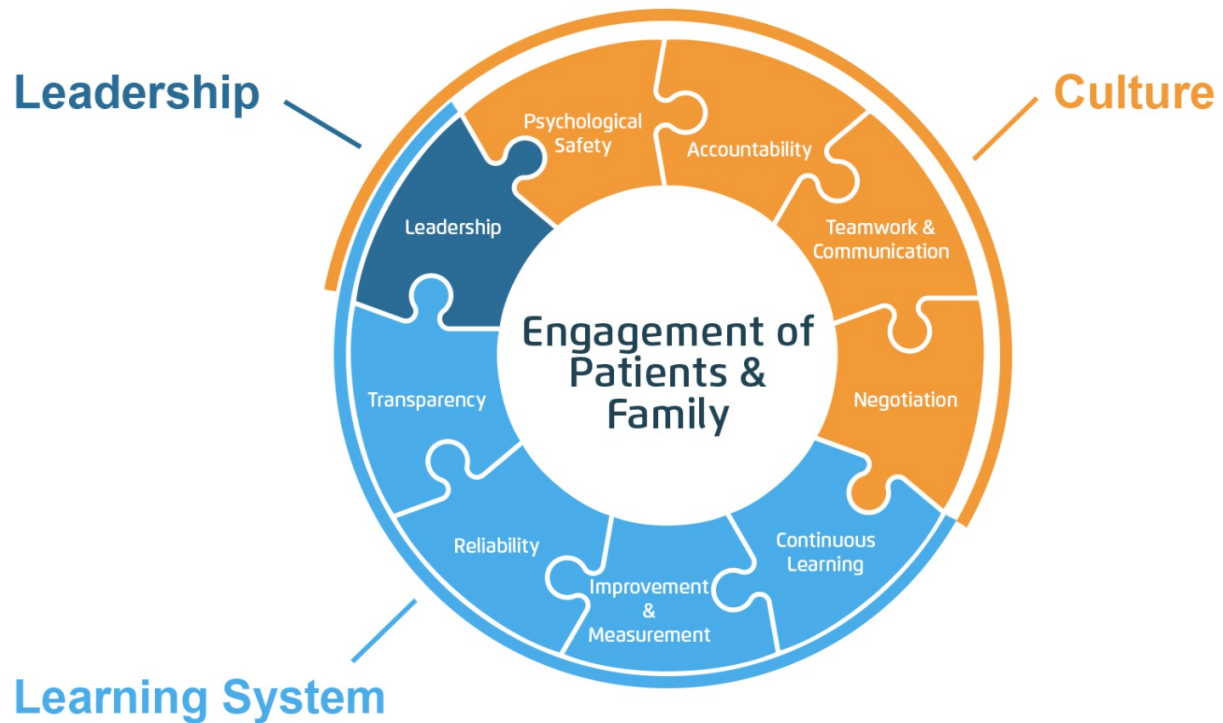 Leadership
Culture
Psychological
Safety
Accountability
Leadership
Teamwork &
Communication
Engagement of
Patients &
Family
Transparency
Negotiation
Reliability
Continuous
Learning
Improvement
&
Measurement
Learning System